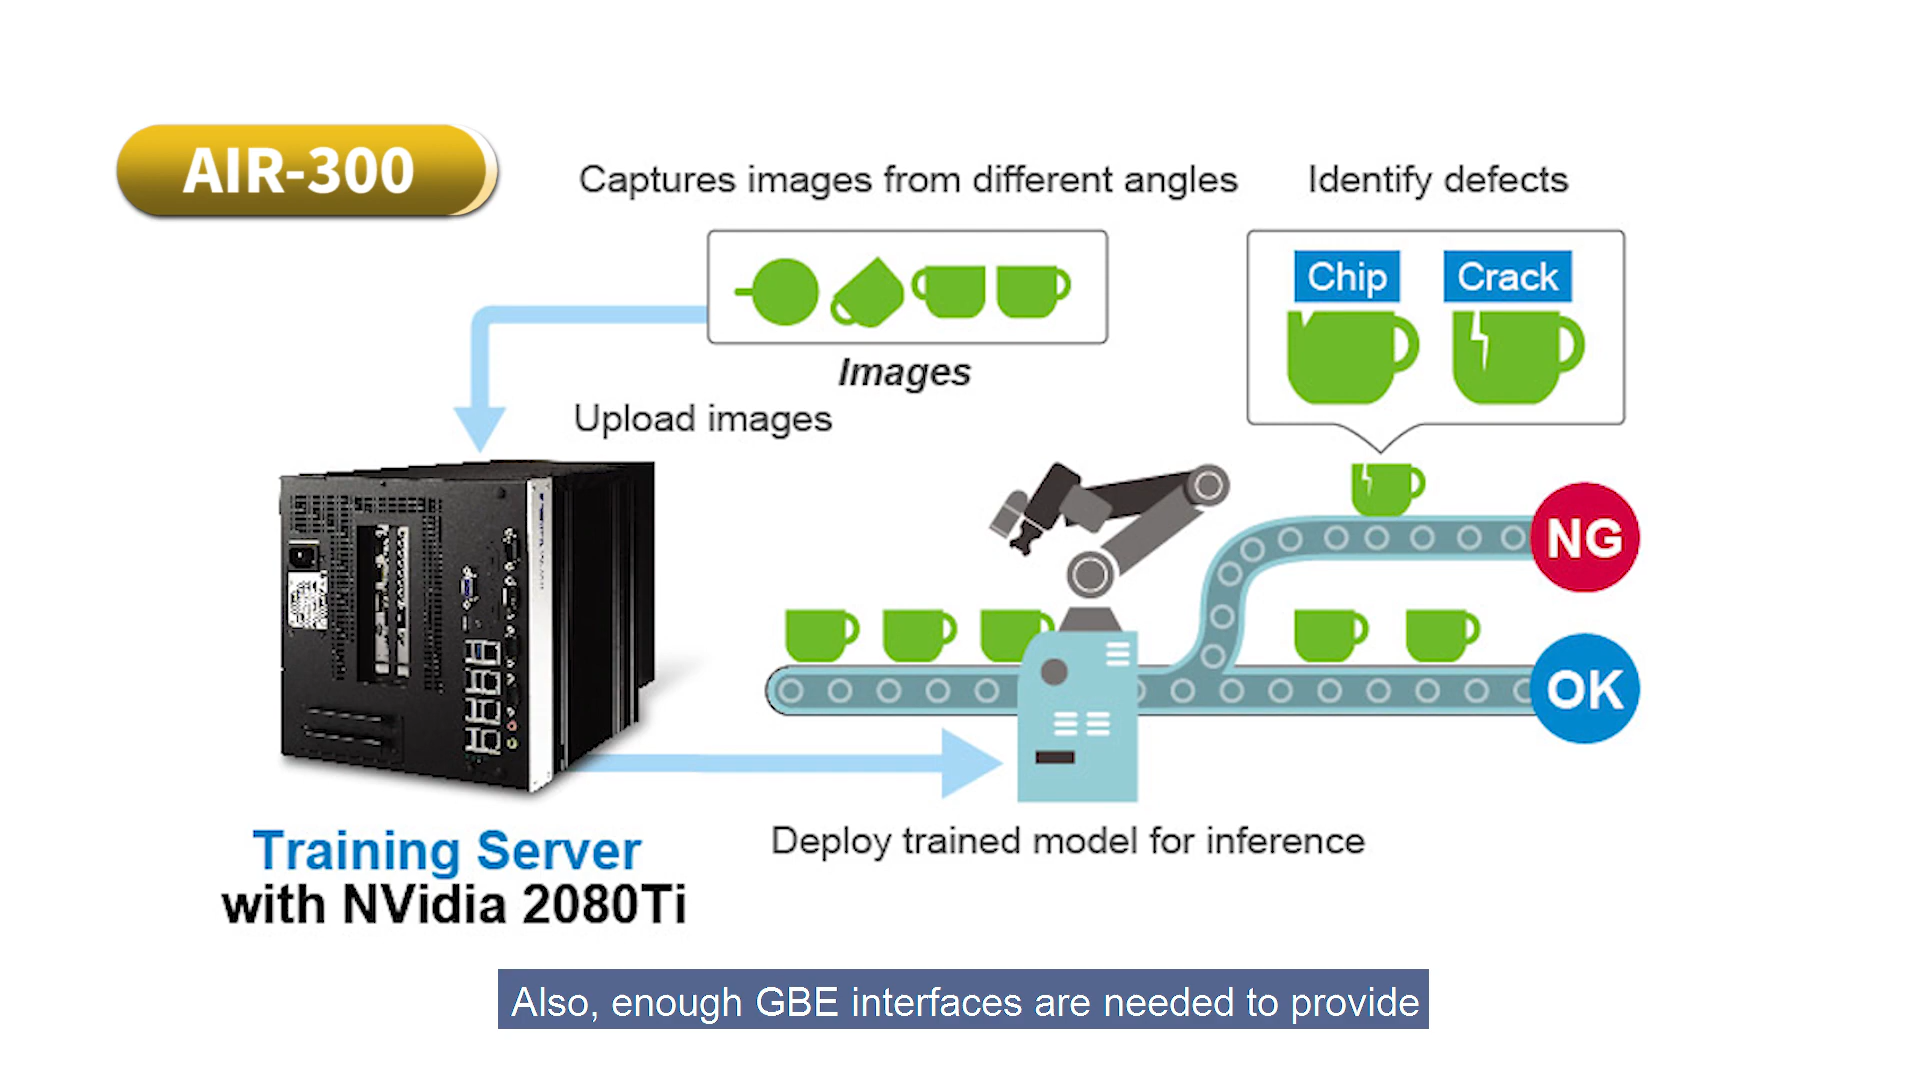 AIR-300
Captures images from different angles
Identify defects
Chip
Crack
Images
Upload images
NG
OK
Training Server
with NVidia 2080Ti
Deploy trained model for inference
Also, enough GBE interfaces are needed to provide